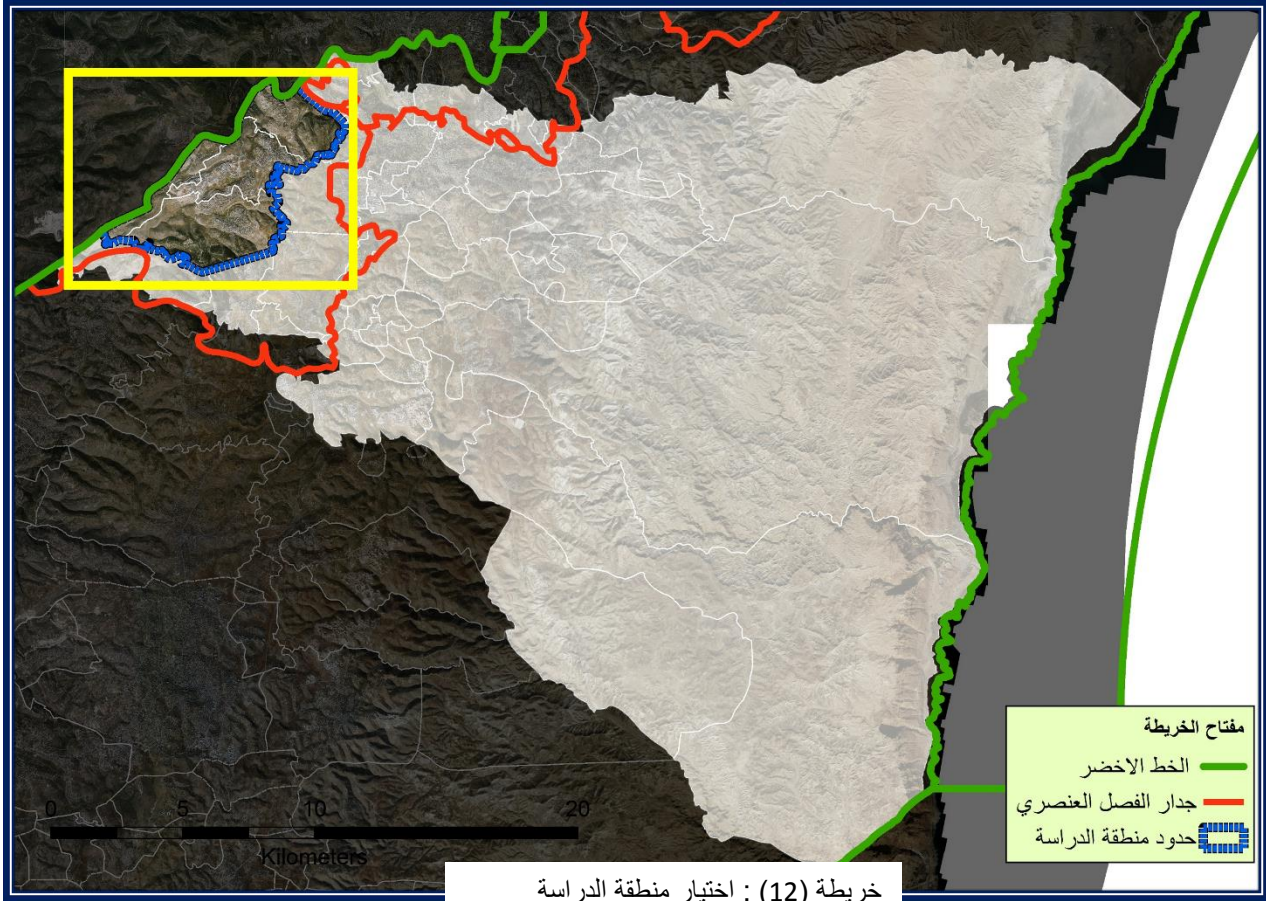 مفتاح الخريطة
الخط الاخضر
جدار الفصل العنصري
حدود منطقة الدراسة
0 5 10 20
Kilometers
خريطة (12) : اختيار منطقة الدراسة